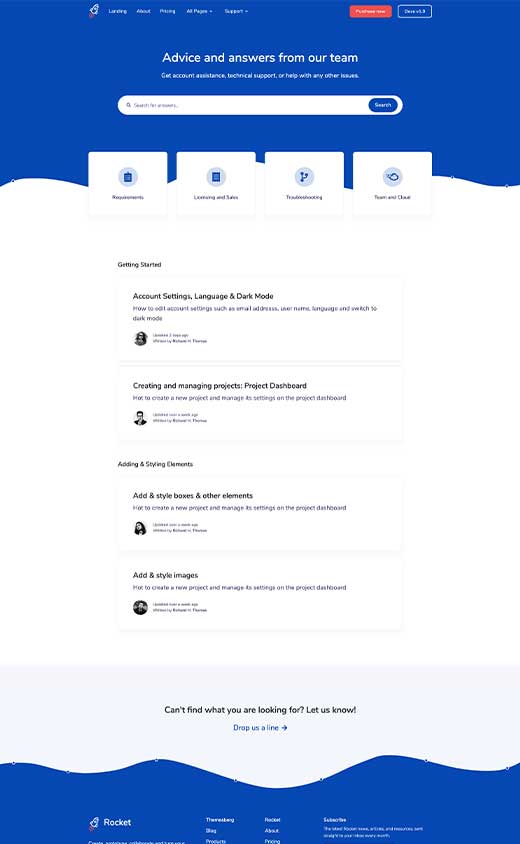 Landing About Pricing All Pages Support Purchase now Docs v1.3
Advice and answers from our team
Get account assistance, technical support, or help with any other issues.
Search for answers... Search
Requirements Licensing and Sales Troubleshooting Team and Cloud
Getting Started
Account Settings, Language & Dark Mode
How to edit account settings such as email addresss, user name, language and switch to
dark mode
Updated 2 days ago
Written by Richard H. Thomas
Creating and managing projects: Project Dashboard
Hot to create a new project and manage its settings on the project dashboard
Updated over a week ago
Written by Richard H. Thomas
Adding & Styling Elements
Add & style boxes & other elements
Hot to create a new project and manage its settings on the project dashboard
Updated over a week ago
Written by Richard H. Thomas
Add & style images
Hot to create a new project and manage its settings on the project dashboard
Updated over a week ago
Written by Richard H. Thomas
Can't find what you are looking for? Let us know!
Drop us a line
Rocket Themesberg Rocket Subscribe
Blog About The latest Rocket news, articles, and resources, sent
straight to your inbox every month.
Products Pricing
Create, prototype, collaborate and turn your